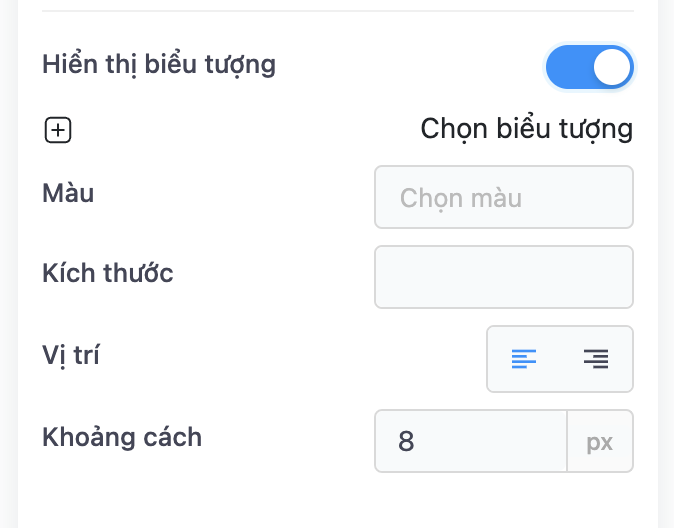 Hiển thị biểu tượng
Chọn biểu tượng
Màu
Chọn màu
Kích thước
Vị trí
Khoảng cách
8 px